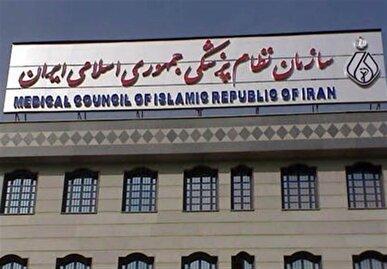 سازمان نظام پزشکی جمهوری اسلامی ایران
MEDICAL COUNCIL OF ISLAMIC REPUBLIC OF IRAN